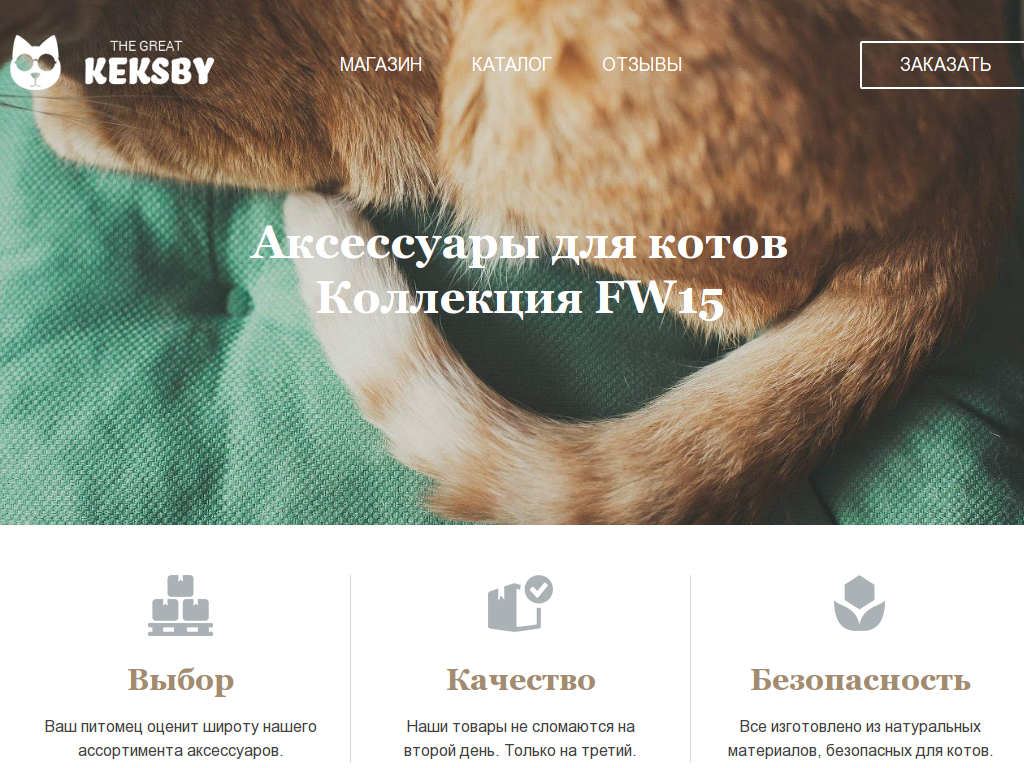 THE GREAT
KEKSBY
МАГАЗИН
КАТАЛОГ
ОТЗЫВЫ
ЗАКАЗАТЬ
Аксессуары для котов
Коллекция FW15
Выбор
Ваш питомец оценит широту нашего
ассортимента аксессуаров.
Качество
Наши товары не сломаются на
второй день. Только на третий.
Безопасность
Все изготовлено из натуральных
материалов, безопасных для котов.